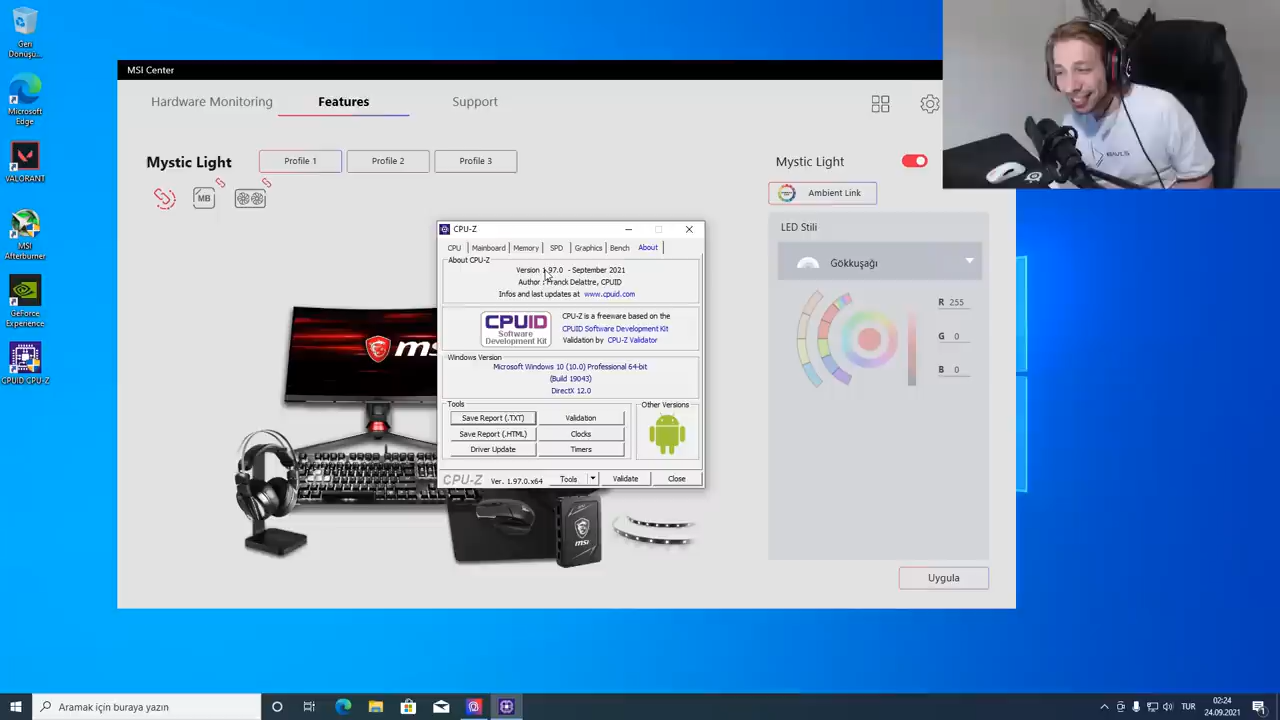 Geri
Dönüşü...
Microsoft
Edge
VALORANT
MSI
Afterburner
GeForce
Experience
CPUID CPU-Z
MSI Center
Hardware Monitoring
Features
Support
Mystic Light
Profile 1
Profile 2
Profile 3
MB
Mystic Light
Ambient Link
LED Stili
Gökkuşağı
R 255
G 0
B 0
Uygula
CPU-Z
CPU
Mainboard
Memory
SPD
Graphics
Bench
About
About CPU-Z
Version 1.97.0 - September 2021
Author : Franck Delattre, CPUID
Infos and last updates at www.cpuid.com
CPUID
Software
Development Kit
CPU-Z is a freeware based on the
CPUID Software Development Kit
Validation by CPU-Z Validator
Windows Version
Microsoft Windows 10 (10.0) Professional 64-bit
(Build 19043)
DirectX 12.0
Tools
Save Report (.TXT)
Validation
Save Report (.HTML)
Clocks
Driver Update
Timers
Other Versions
CPU-Z
Ver. 1.97.0.x64
Tools
Validate
Close
ms
msi
Aramak için buraya yazın
TUR
02:24
24.09.2021
1